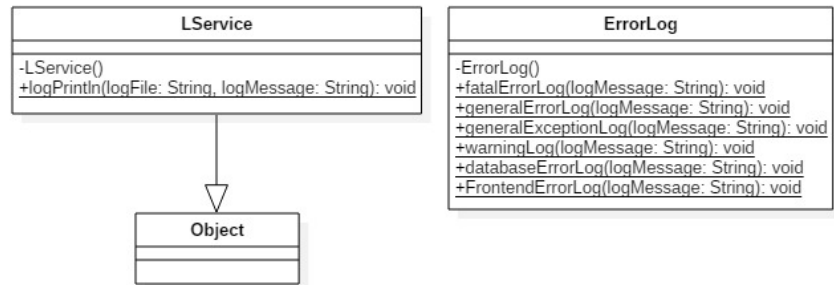 LService
-LService()
+logPrintln(logFile: String, logMessage: String): void
Object
ErrorLog
-ErrorLog()
+fatalErrorLog(logMessage: String): void
+generalErrorLog(logMessage: String): void
+generalExceptionLog(logMessage: String): void
+warningLog(logMessage: String): void
+databaseErrorLog(logMessage: String): void
+FrontendErrorLog(logMessage: String): void